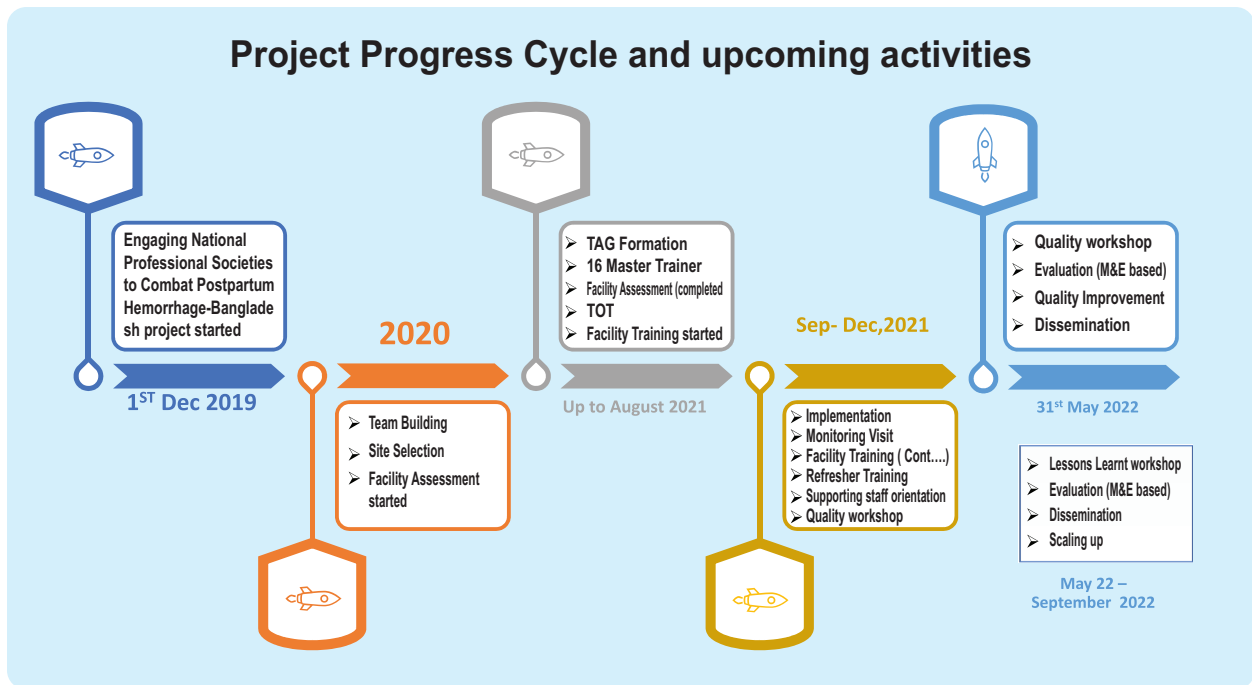 Project Progress Cycle and upcoming activities
Engaging National
Professional Societies
to Combat Postpartum
Hemorrhage-Banglade
sh project started
1ST Dec 2019
2020
➢ Team Building
➢ Site Selection
➢ Facility Assessment
started
➢ TAG Formation
➢ 16 Master Trainer
➢ Facility Assessment (completed
➢ TOT
➢ Facility Training started
Up to August 2021
Sep- Dec,2021
➢ Implementation
➢ Monitoring Visit
➢ Facility Training ( Cont....)
➢ Refresher Training
➢ Supporting staff orientation
➢ Quality workshop
➢ Quality workshop
➢ Evaluation (M&E based)
➢ Quality Improvement
➢ Dissemination
31st May 2022
➢ Lessons Learnt workshop
➢ Evaluation (M&E based)
➢ Dissemination
➢ Scaling up
May 22 –
September 2022